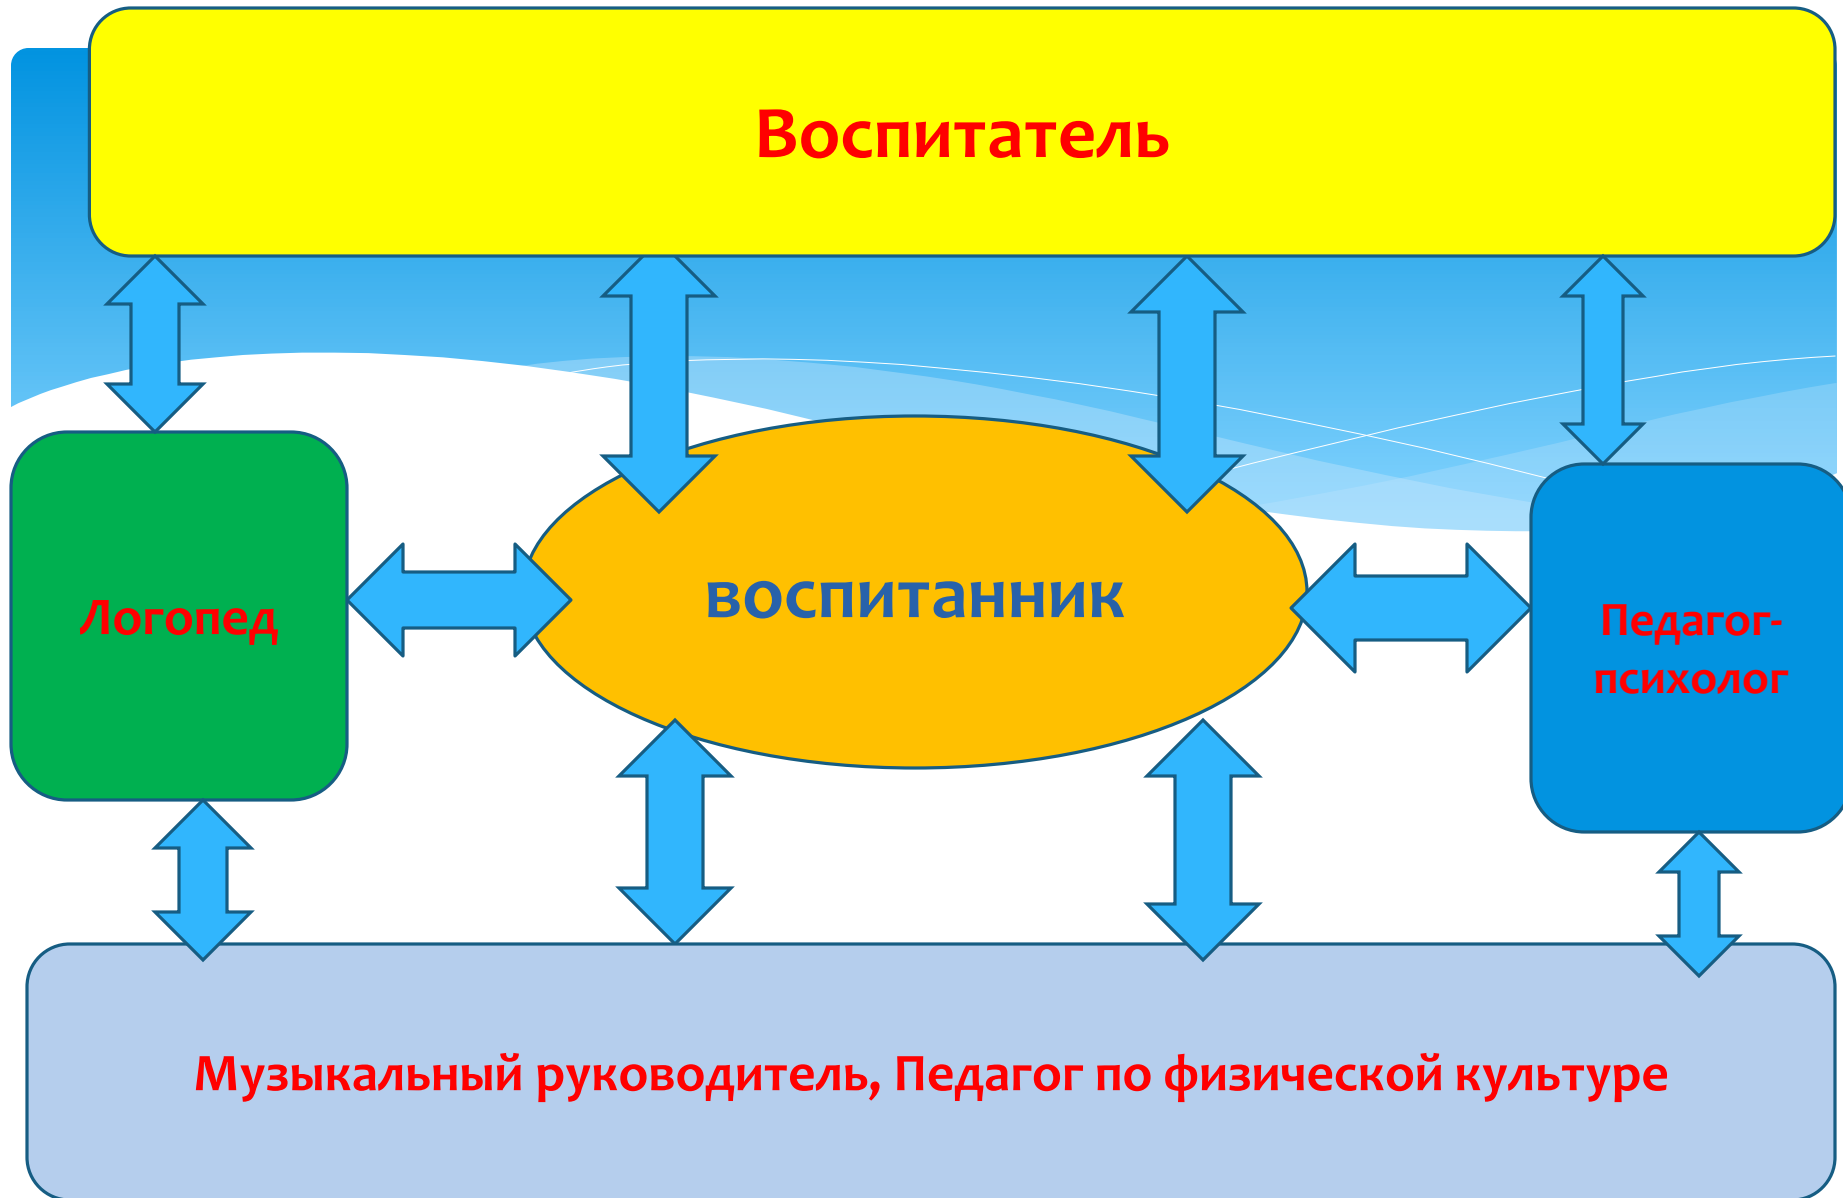 Воспитатель
Логопед
воспитанник
Педагог-
психолог
Музыкальный руководитель, Педагог по физической культуре